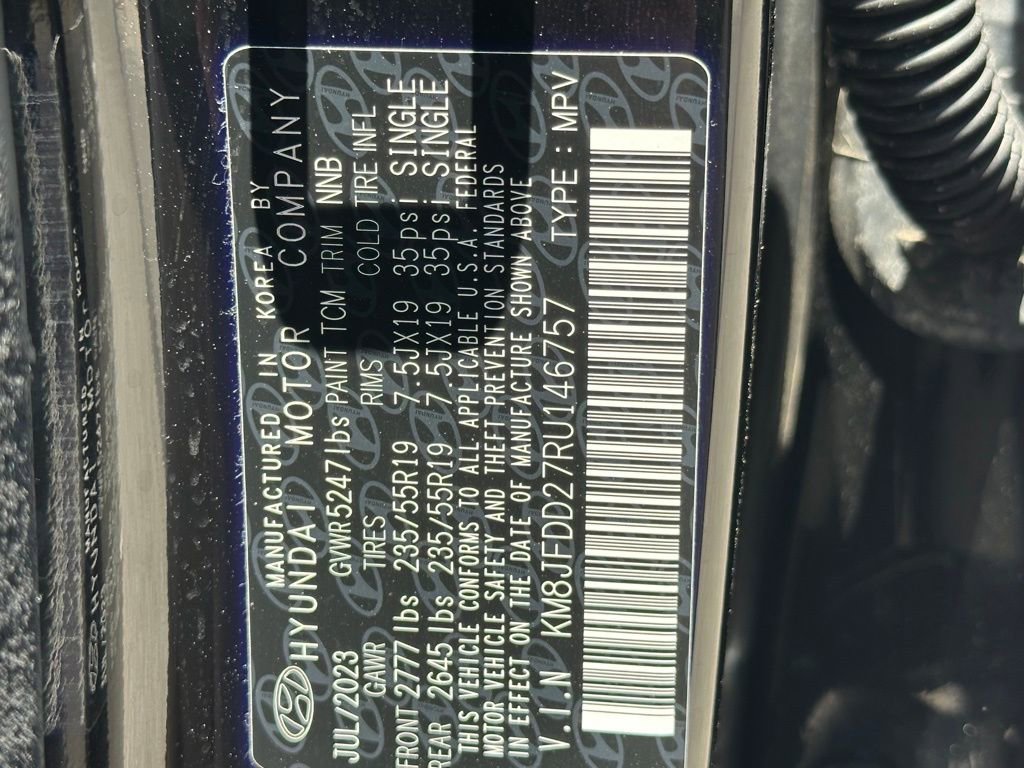 MANUFACTURED IN KOREA BY
HYUNDAI MOTOR COMPANY
JUL/2023 GVWR5247lbs PAINT TCM TRIM NNB
GAWR TIRES RIMS COLD TIRE INFL
FRONT 2777 lbs 235/55R19 7.5JX19 35psi SINGLE
REAR 2645 lbs 235/55R19 7.5JX19 35psi SINGLE
THIS VEHICLE CONFORMS TO ALL APPLICABLE U.S.A. FEDERAL
MOTOR VEHICLE SAFETY AND THEFT PREVENTION STANDARDS
IN EFFECT ON THE DATE OF MANUFACTURE SHOWN ABOVE
V.I.N KM8JFDD27RU146757 TYPE : MPV